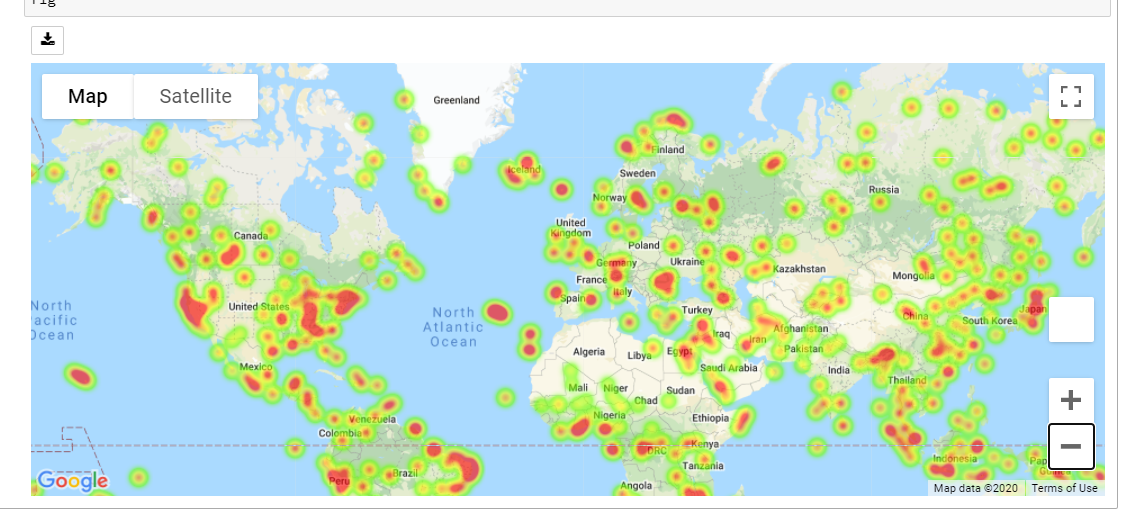 fig
Map
Satellite
Greenland
Iceland
Finland
Sweden
Norway
Russia
Canada
United
Kingdom
Poland
Germany
Ukraine
Kazakhstan
Mongolia
France
Italy
Spain
Turkey
North
Pacific
Ocean
United States
North
Atlantic
Ocean
China
South Korea
Japan
Iraq
Iran
Afghanistan
Pakistan
Algeria
Libya
Egypt
Saudi Arabia
India
Thailand
Mexico
Mali
Niger
Chad
Sudan
Nigeria
Ethiopia
Venezuela
Colombia
DRC
Kenya
Tanzania
Indonesia
Brazil
Peru
Angola
Google
Map data ©2020
Terms of Use